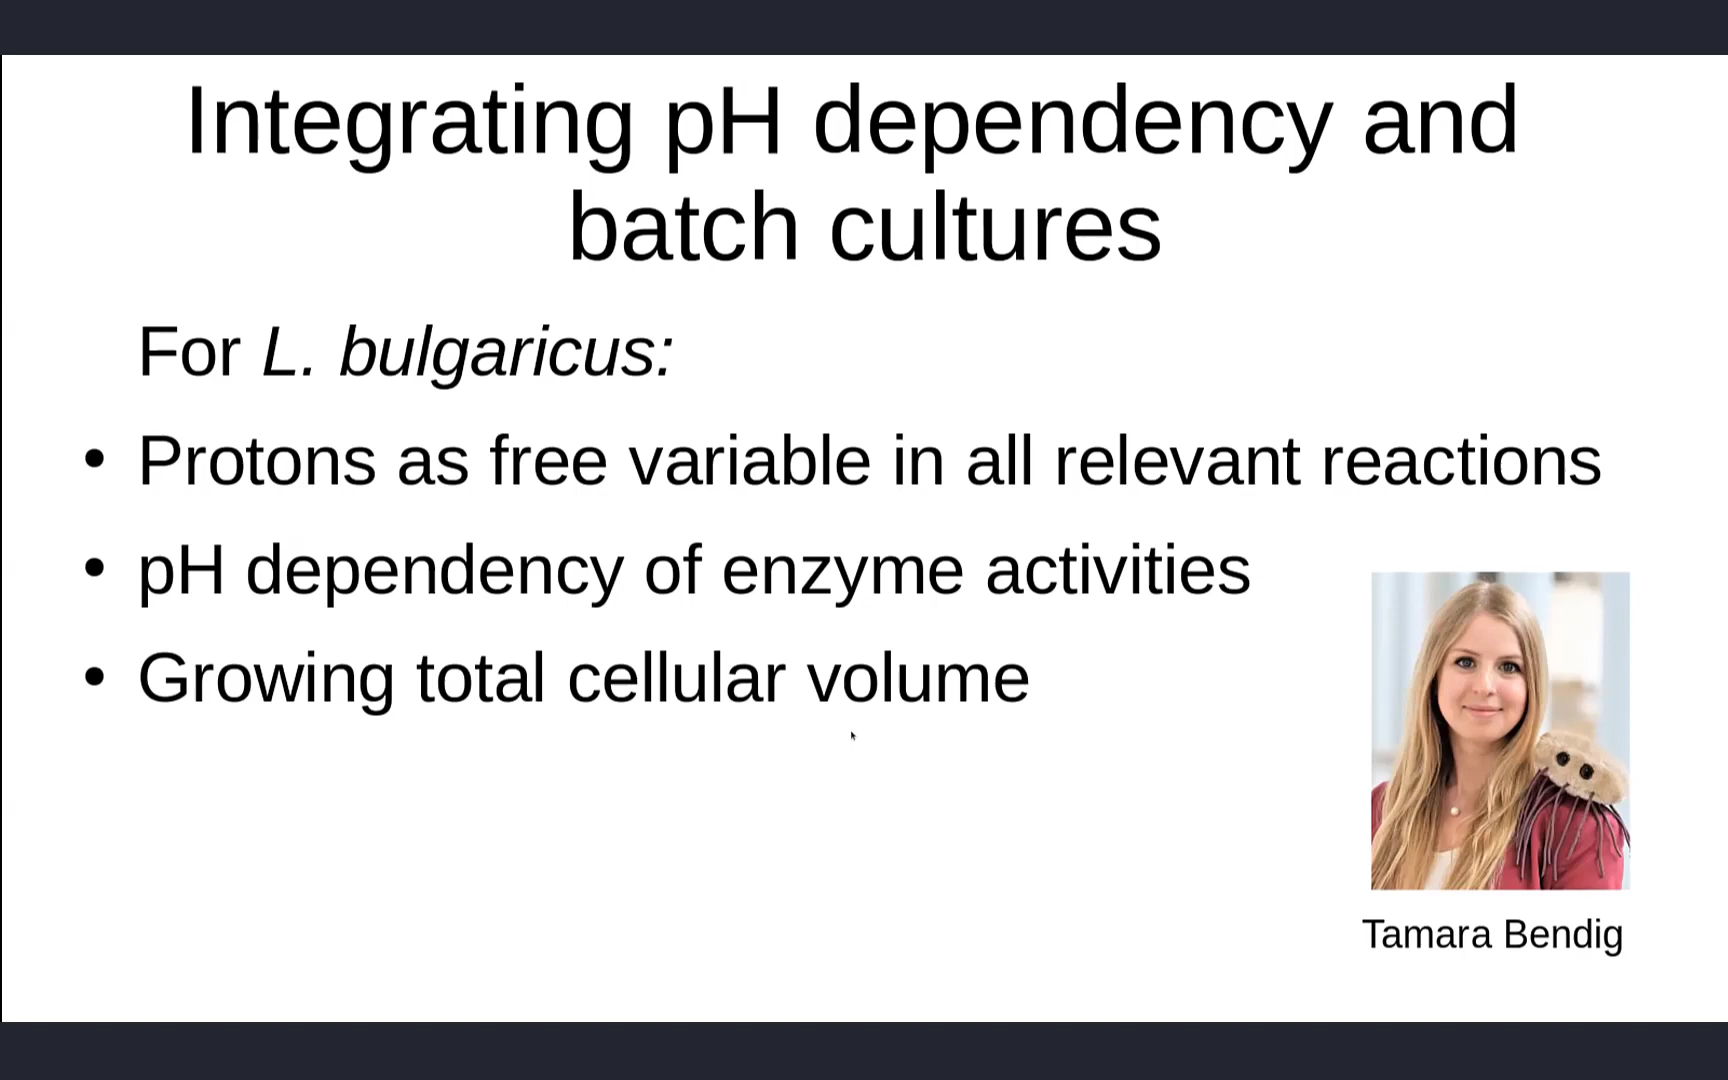 Integrating pH dependency and
batch cultures
For L. bulgaricus:
• Protons as free variable in all relevant reactions
• pH dependency of enzyme activities
• Growing total cellular volume
Tamara Bendig